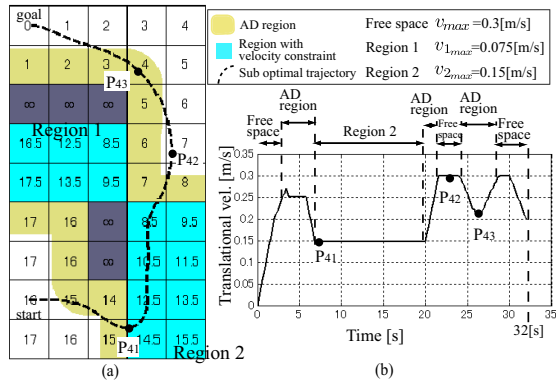 goal
0 1 2 3 4
1 2 3 4 5
P43
∞ ∞ ∞ 5 6
Region 1
16.5 12.5 8.5 6 7
P42
17.5 13.5 9.5 7 8
17 16 ∞ 8.5 9.5
17 16 ∞ 10.5 11.5
16 15 14 12.5 13.5
start
P41
17 16 15 14.5 15.5
Region 2
(a)
AD region
Region with
velocity constraint
Sub optimal trajectory
Free space vmax=0.3[m/s]
Region 1 v1max=0.075[m/s]
Region 2 v2max=0.15[m/s]
AD region
Free space
Region 2
AD region
Free space
AD region
Free space
Translational vel. [m/s]
0.4
0.35
0.3
0.25
0.2
0.15
0.1
0.05
0
P41
P42
P43
0 5 10 15 20 25 30 35
32[s]
Time [s]
(b)